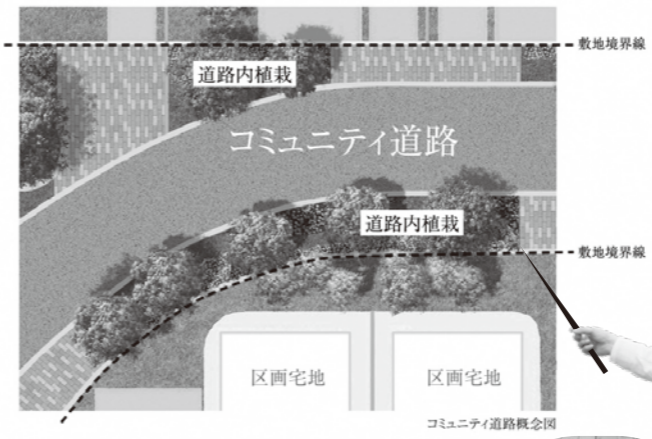 敷地境界線
道路内植栽
コミュニティ道路
道路内植栽
敷地境界線
区画宅地
区画宅地
コミュニティ道路概念図